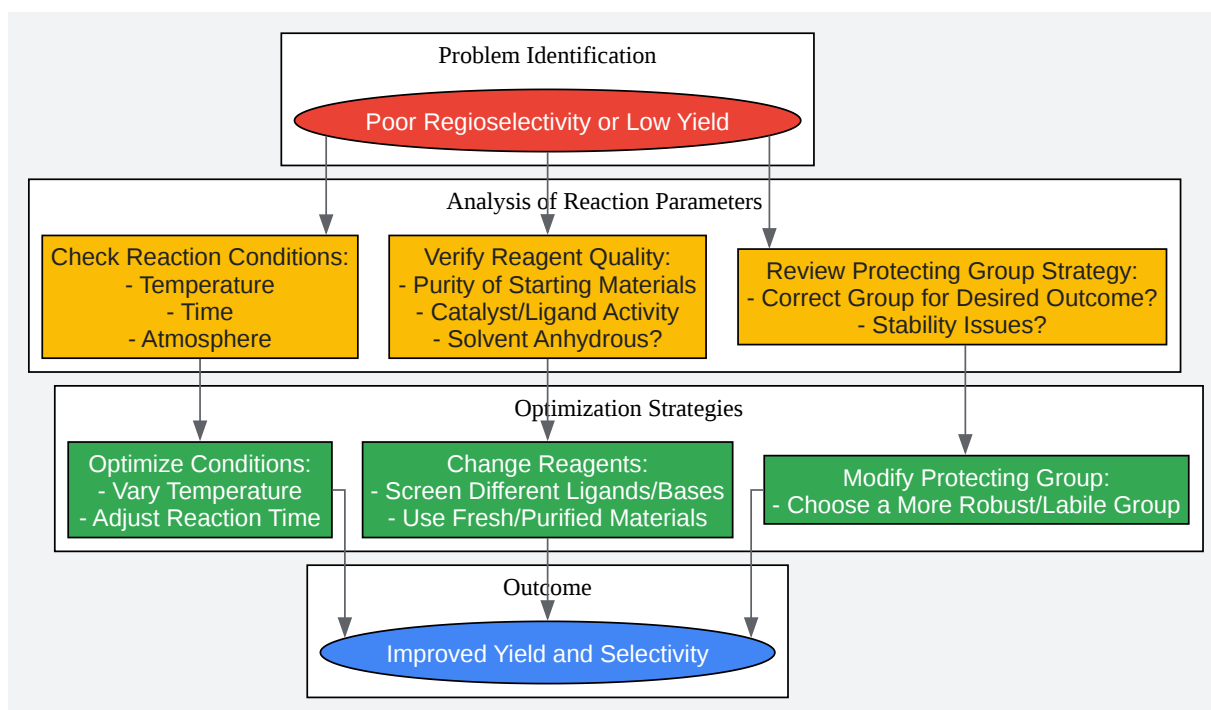 Problem Identification
Poor Regioselectivity or Low Yield
Analysis of Reaction Parameters
Check Reaction Conditions:
- Temperature
- Time
- Atmosphere
Verify Reagent Quality:
- Purity of Starting Materials
- Catalyst/Ligand Activity
- Solvent Anhydrous?
Review Protecting Group Strategy:
- Correct Group for Desired Outcome?
- Stability Issues?
Optimization Strategies
Optimize Conditions:
- Vary Temperature
- Adjust Reaction Time
Change Reagents:
- Screen Different Ligands/Bases
- Use Fresh/Purified Materials
Modify Protecting Group:
- Choose a More Robust/Labile Group
Outcome
Improved Yield and Selectivity